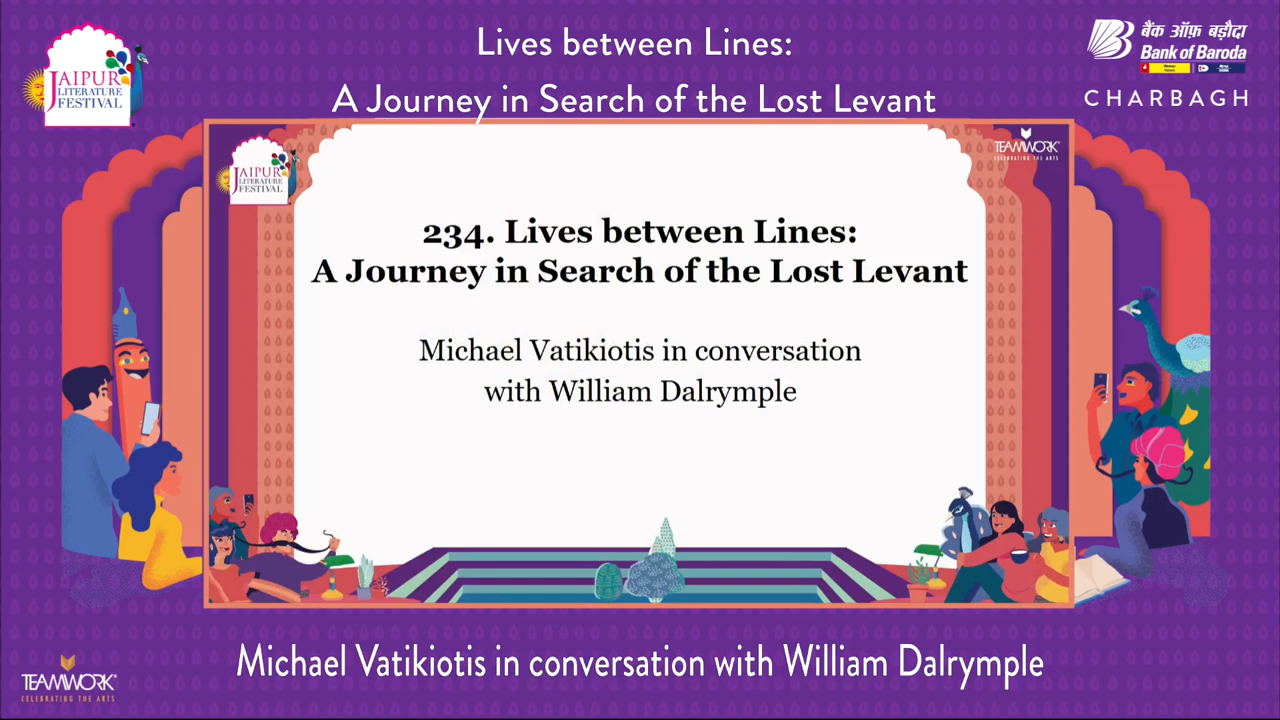 Lives between Lines:
A Journey in Search of the Lost Levant
JAIPUR
LITERATURE
FESTIVAL
बैंक ऑफ़ बड़ौदा
Bank of Baroda
CHARBAGH
JAIPUR
LITERATURE
FESTIVAL
TEAMWORK
CELEBRATING THE ARTS
234. Lives between Lines:
A Journey in Search of the Lost Levant
Michael Vatikiotis in conversation
with William Dalrymple
Michael Vatikiotis in conversation with William Dalrymple
TEAMWORK
CELEBRATING THE ARTS